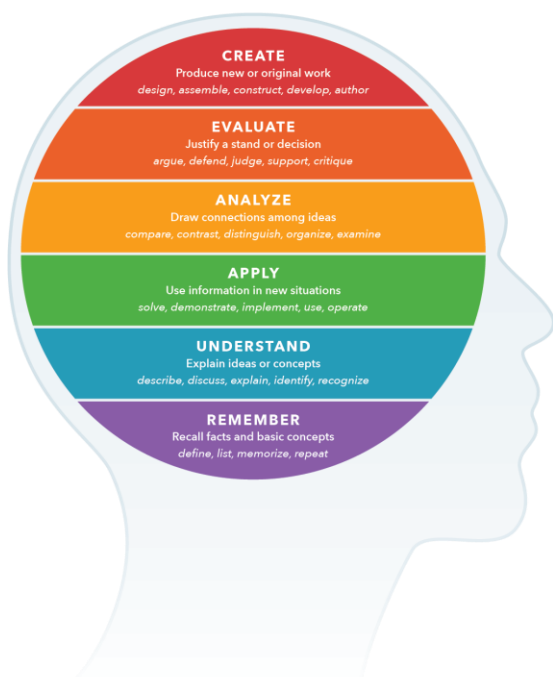 CREATE
Produce new or original work
design, assemble, construct, develop, author
EVALUATE
Justify a stand or decision
argue, defend, judge, support, critique
ANALYZE
Draw connections among ideas
compare, contrast, distinguish, organize, examine
APPLY
Use information in new situations
solve, demonstrate, implement, use, operate
UNDERSTAND
Explain ideas or concepts
describe, discuss, explain, identify, recognize
REMEMBER
Recall facts and basic concepts
define, list, memorize, repeat